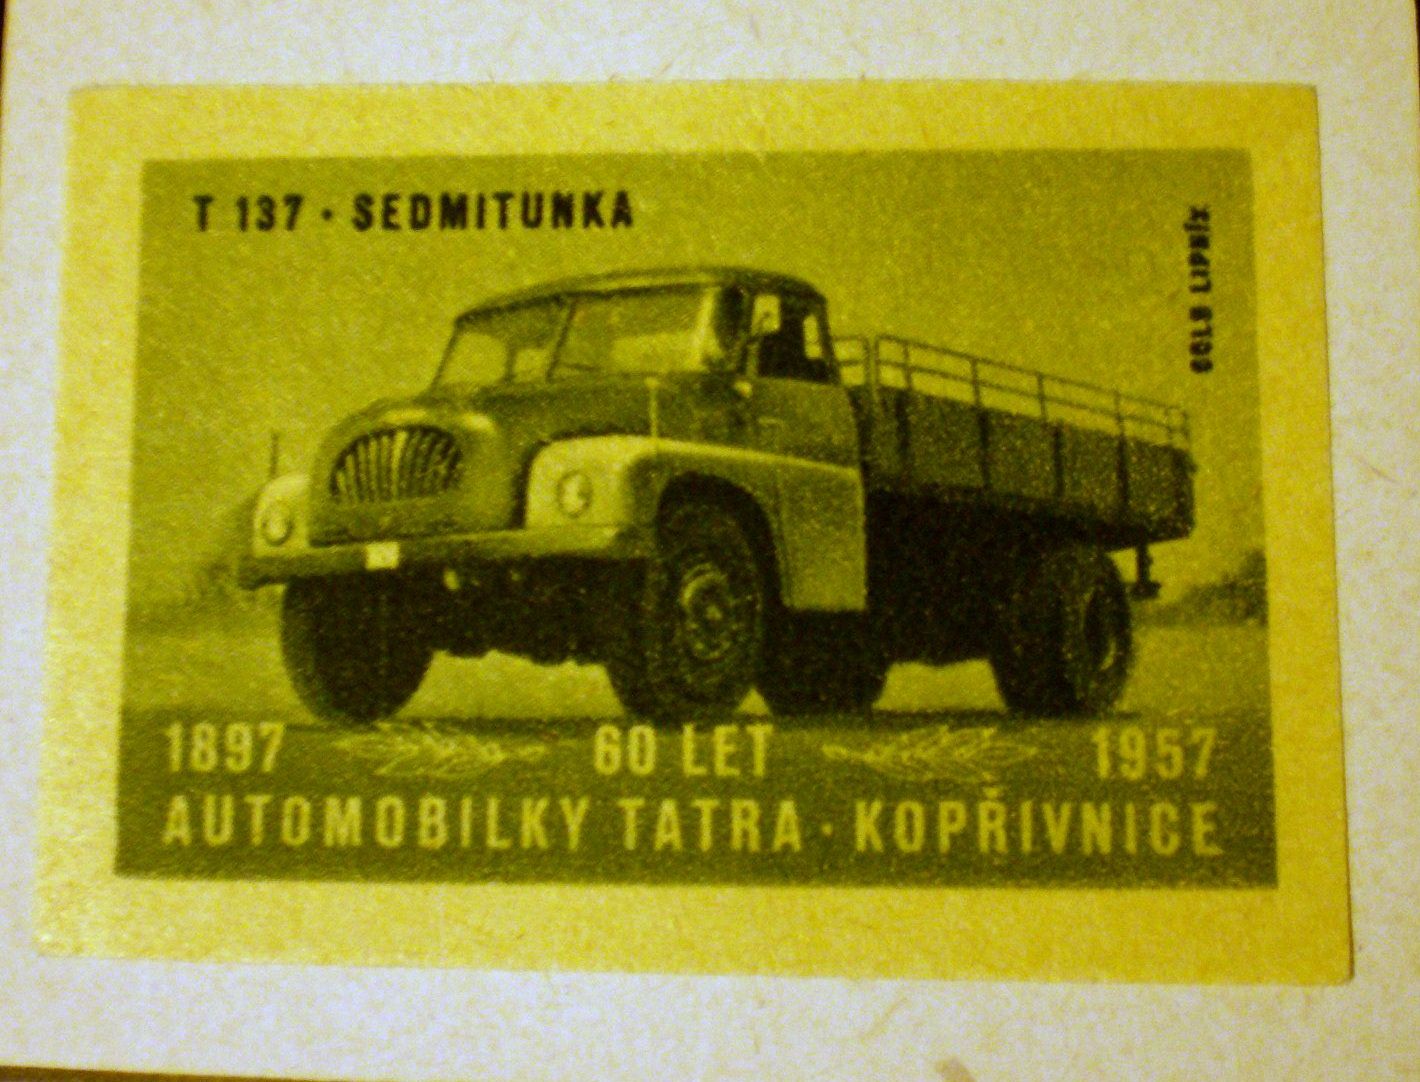 T 137 · SEDMITUNKA
SOLO LIPNÍK
1897 60 LET 1957
AUTOMOBILKY TATRA · KOPŘIVNICE